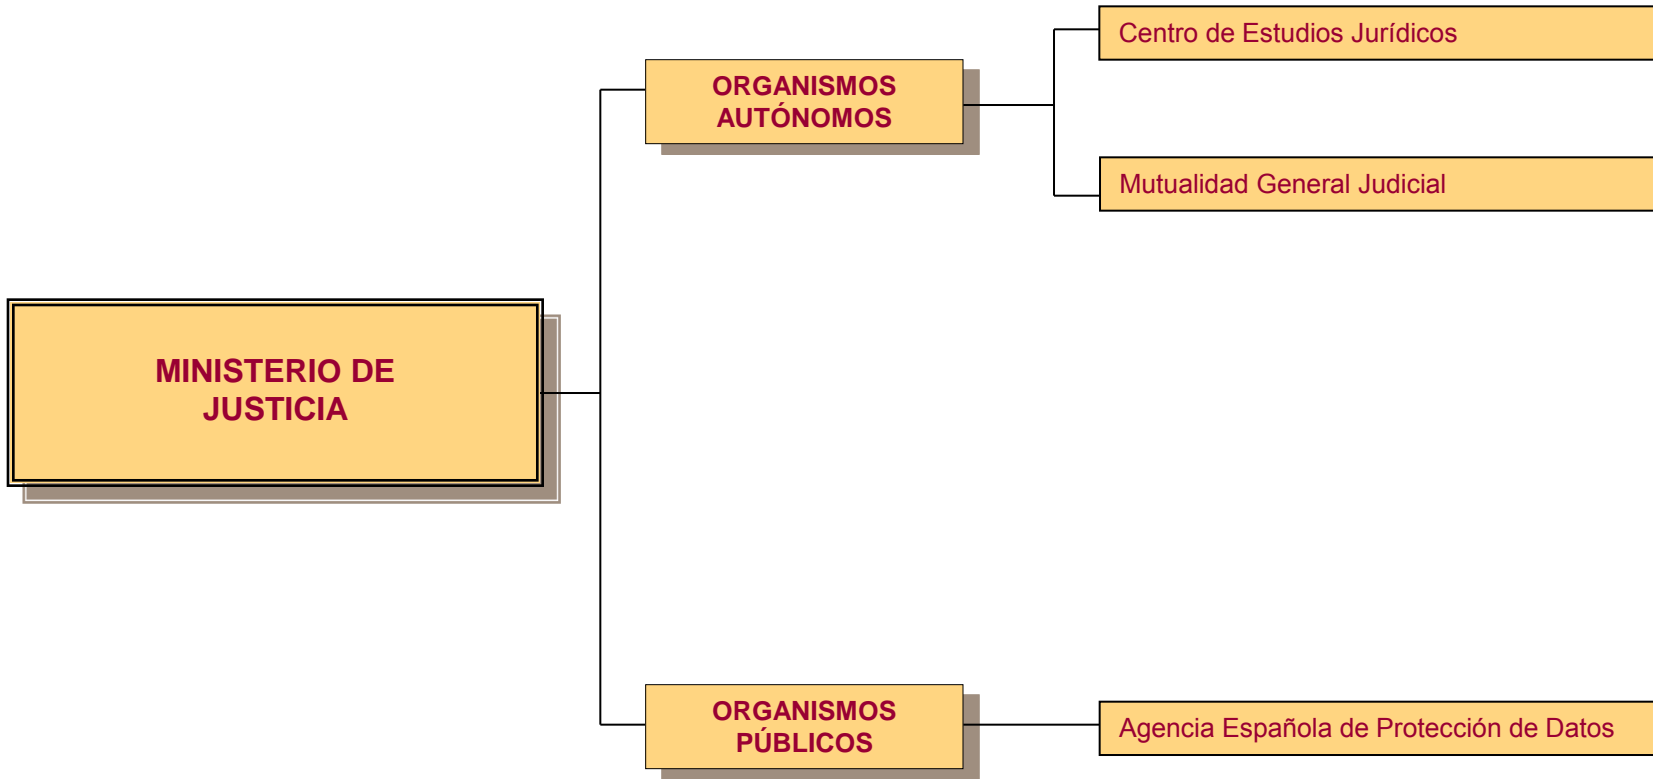 Centro de Estudios Jurídicos
ORGANISMOS
AUTÓNOMOS
Mutualidad General Judicial
MINISTERIO DE
JUSTICIA
ORGANISMOS
PÚBLICOS
Agencia Española de Protección de Datos